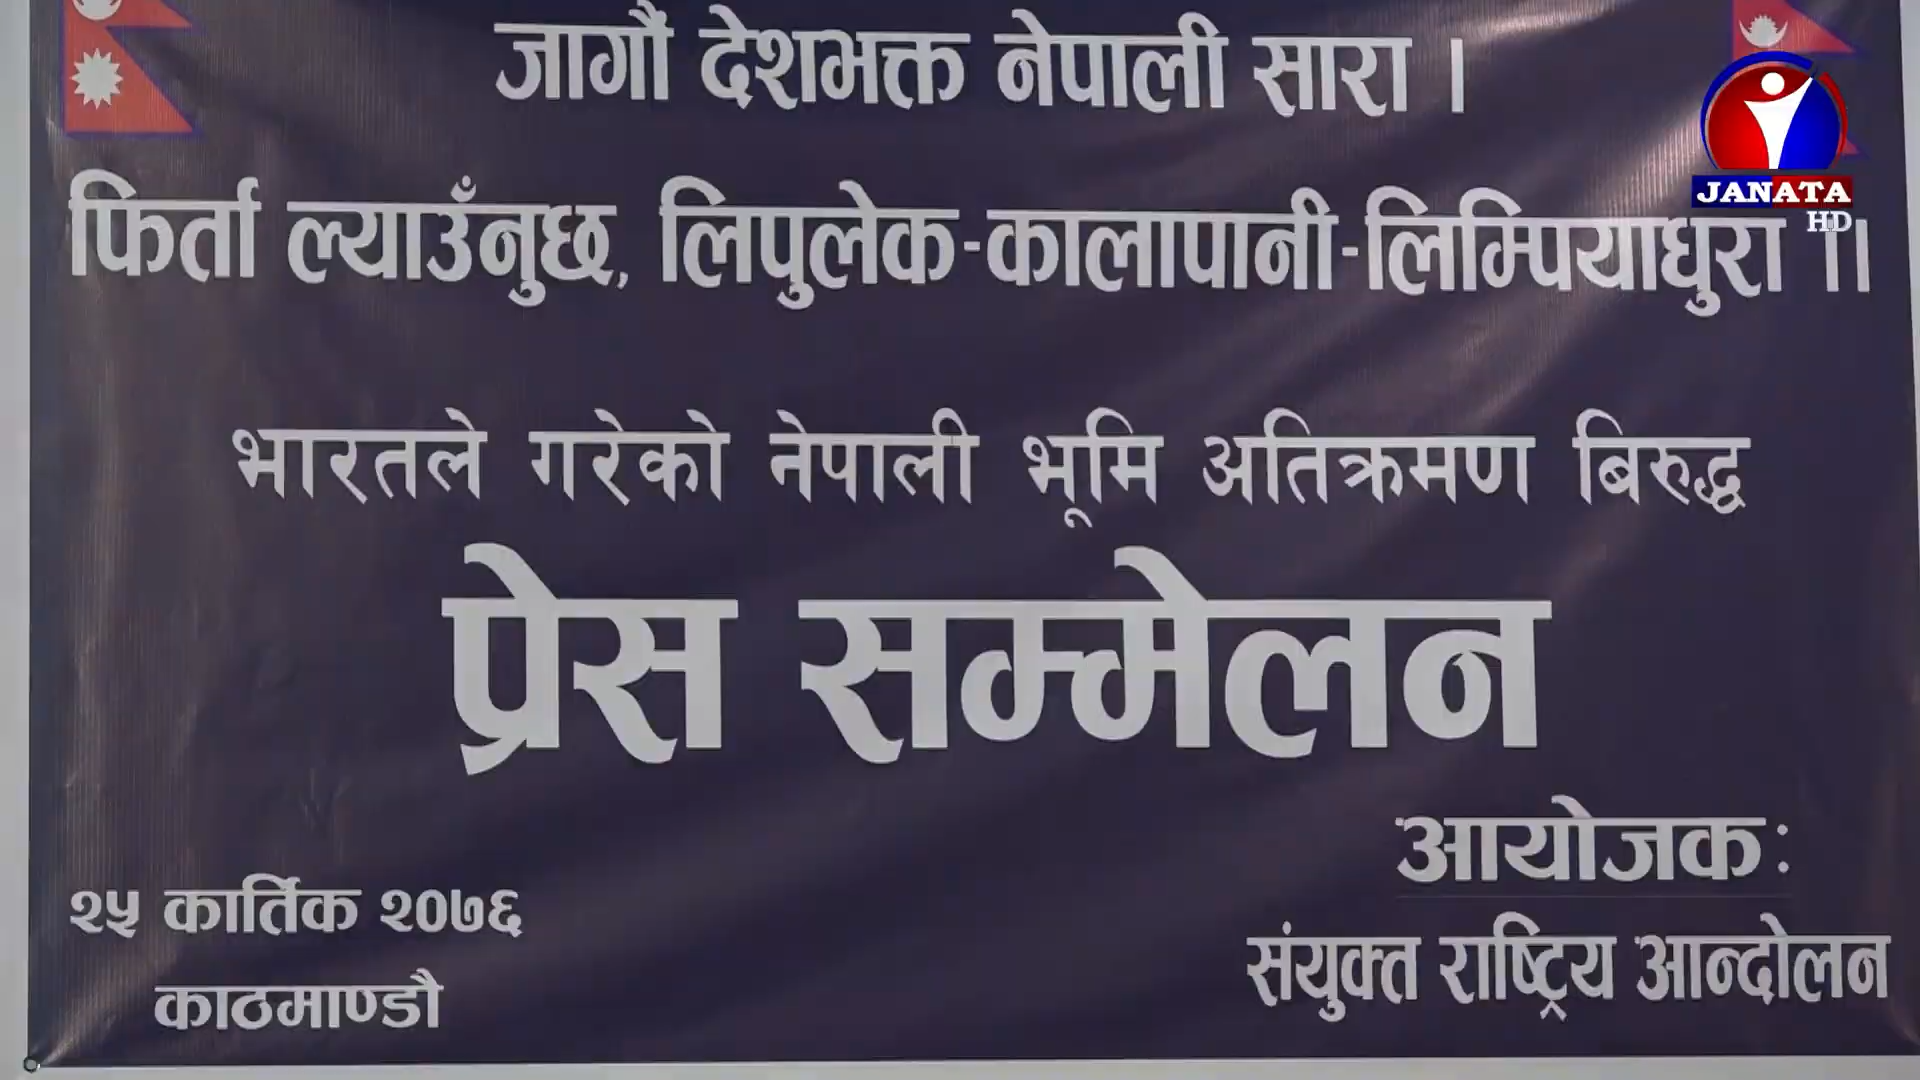 जागौं देशभक्त नेपाली सारा ।
फिर्ता ल्याउँनुछ, लिपुलेक-कालापानी-लिम्पियाधुरा ।।
भारतले गरेको नेपाली भूमि अतिक्रमण बिरुद्ध
प्रेस सम्मेलन
आयोजक:
संयुक्त राष्ट्रिय आन्दोलन
२५ कार्तिक २०७६
काठमाण्डौ
JANATA
HD